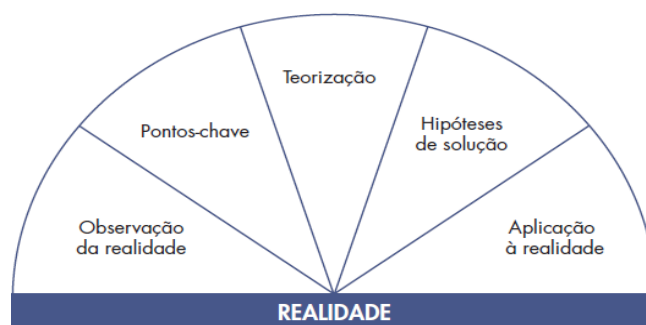 Observação
da realidade
Pontos-chave
Teorização
Hipóteses
de solução
Aplicação
à realidade
REALIDADE